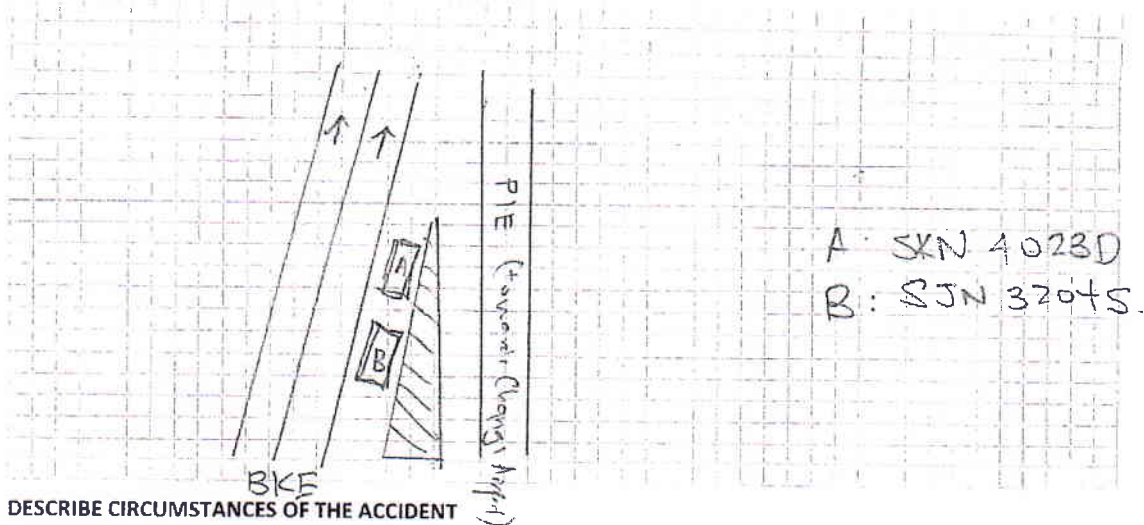 PIE (towards Changi Airport)
A
B
A: SKN 4023D
B: SJN 3204S.
BKE
DESCRIBE CIRCUMSTANCES OF THE ACCIDENT